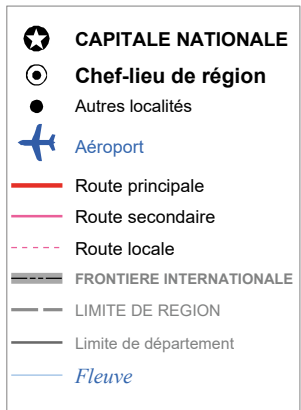 CAPITALE NATIONALE
Chef-lieu de région
Autres localités
Aéroport
Route principale
Route secondaire
Route locale
FRONTIERE INTERNATIONALE
LIMITE DE REGION
Limite de département
Fleuve